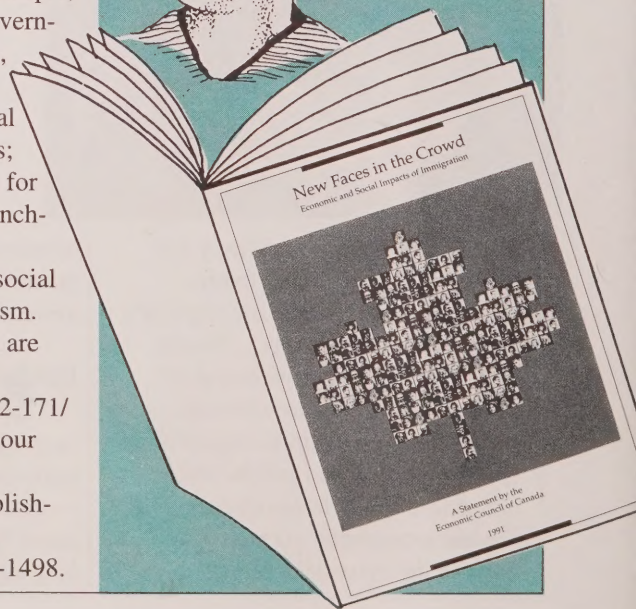 vern-
,
al
s;
for
nch-
social
sm.
are
2-171/
our
plish-
-1498.
New Faces in the Crowd
Economic and Social Impacts of Immigration
A Statement by the
Economic Council of Canada
1991